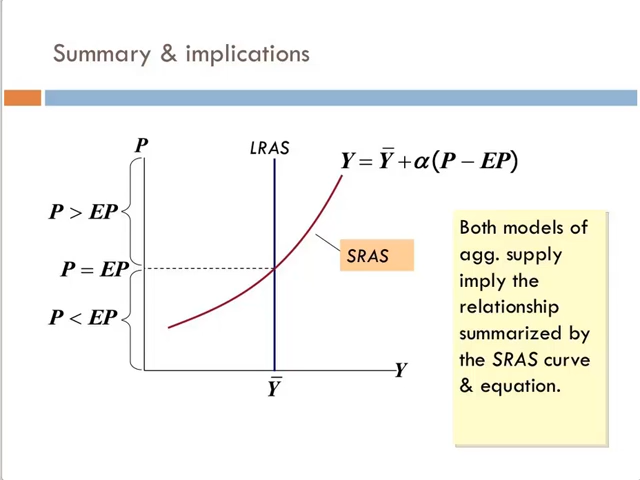 Summary & implications
P
LRAS
Y = Ȳ + α(P − EP)
P > EP
SRAS
P = EP
P < EP
Y
Ȳ
Both models of
agg. supply
imply the
relationship
summarized by
the SRAS curve
& equation.